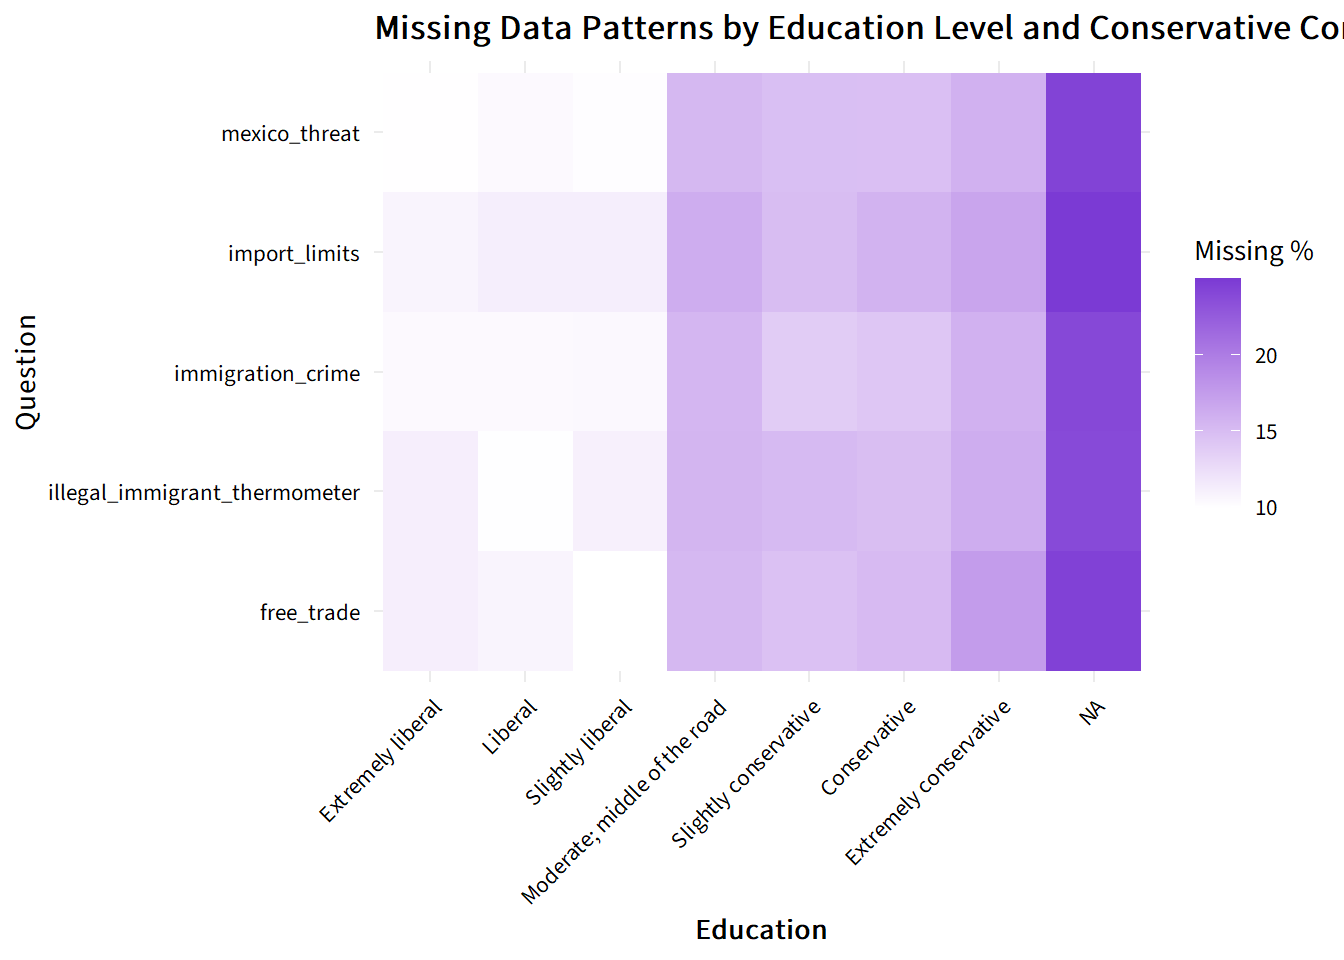 Missing Data Patterns by Education Level and Conservative
mexico_threat
import_limits
immigration_crime
illegal_immigrant_thermometer
free_trade
Question
Missing %
20
15
10
Extremely liberal
Liberal
Slightly liberal
Moderate; middle of the road
Slightly conservative
Conservative
Extremely conservative
NA
Education